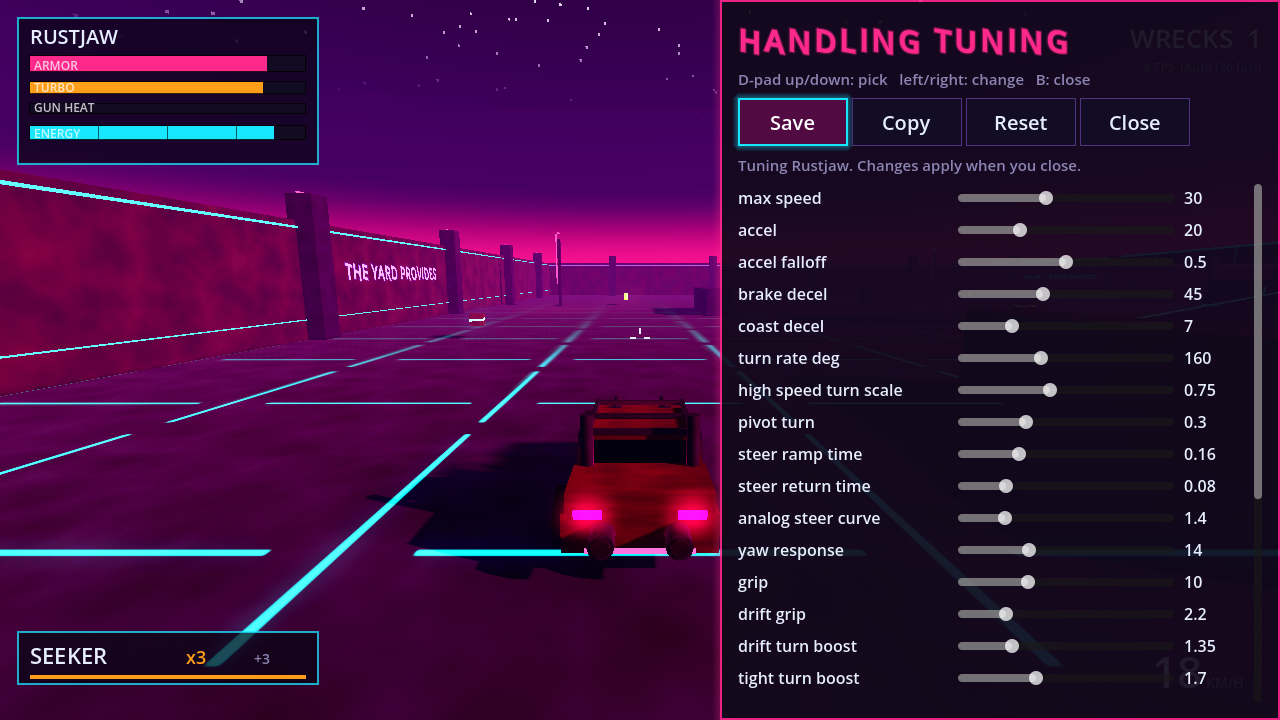 RUSTJAW
ARMOR
TURBO
GUN HEAT
ENERGY
THE YARD PROVIDES
SEEKER x3 +3
HANDLING TUNING
WRECKS 1
D-pad up/down: pick left/right: change B: close
Save Copy Reset Close
Tuning Rustjaw. Changes apply when you close.
max speed 30
accel 20
accel falloff 0.5
brake decel 45
coast decel 7
turn rate deg 160
high speed turn scale 0.75
pivot turn 0.3
steer ramp time 0.16
steer return time 0.08
analog steer curve 1.4
yaw response 14
grip 10
drift grip 2.2
drift turn boost 1.35
tight turn boost 1.7
18 KM/H